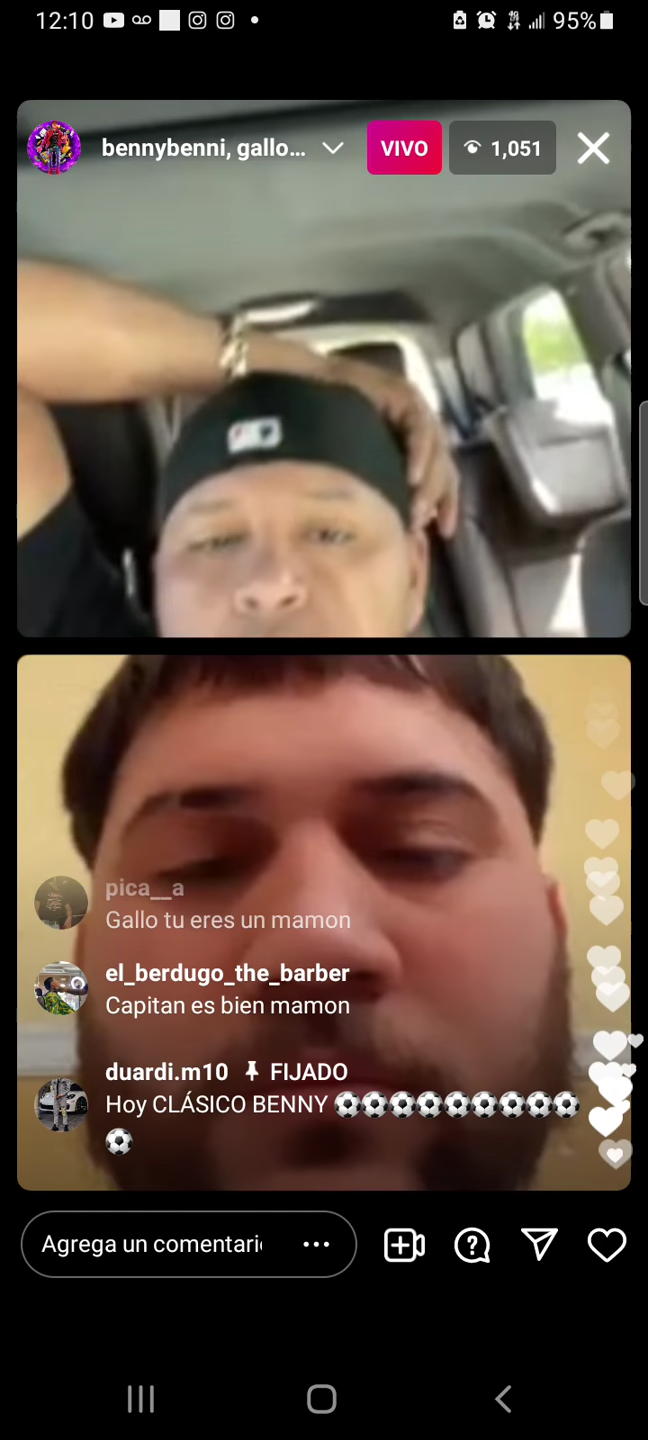 12:10 95%
bennybenni, gallo... VIVO 1,051
pica__a
Gallo tu eres un mamon
el_berdugo_the_barber
Capitan es bien mamon
duardi.m10 FIJADO
Hoy CLÁSICO BENNY ⚽⚽⚽⚽⚽⚽⚽⚽⚽
⚽
Agrega un comentari